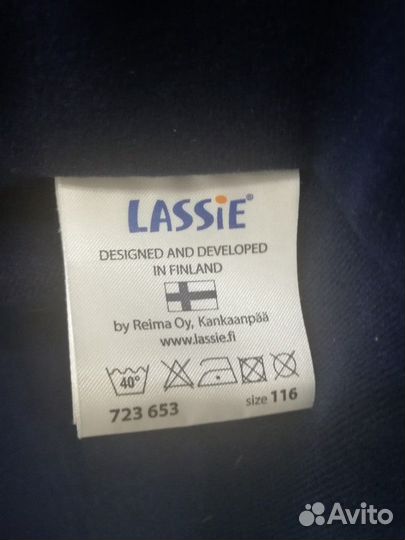 LASSiE®
DESIGNED AND DEVELOPED
IN FINLAND
by Reima Oy, Kankaanpää
www.lassie.fi
40°
723 653 size 116
Avito